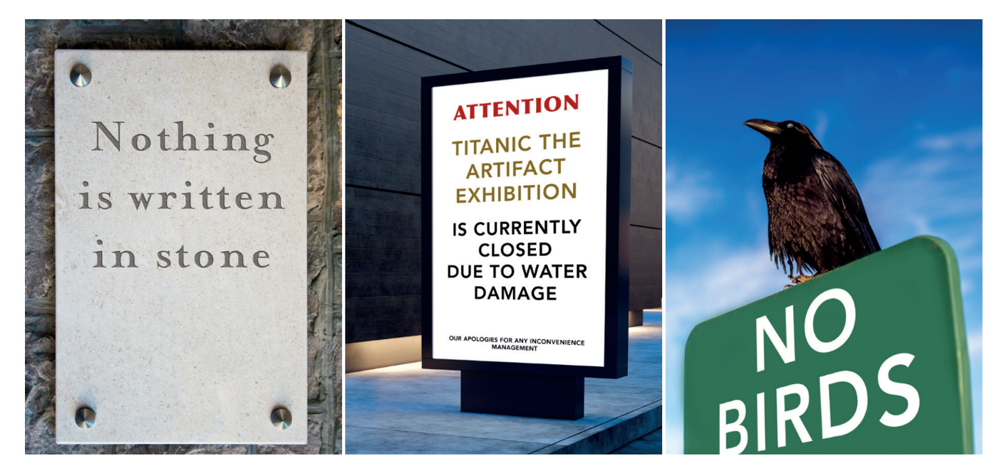 Nothing
is written
in stone
ATTENTION
TITANIC THE
ARTIFACT
EXHIBITION
IS CURRENTLY
CLOSED
DUE TO WATER
DAMAGE
OUR APOLOGIES FOR ANY INCONVENIENCE
MANAGEMENT
NO
BIRDS